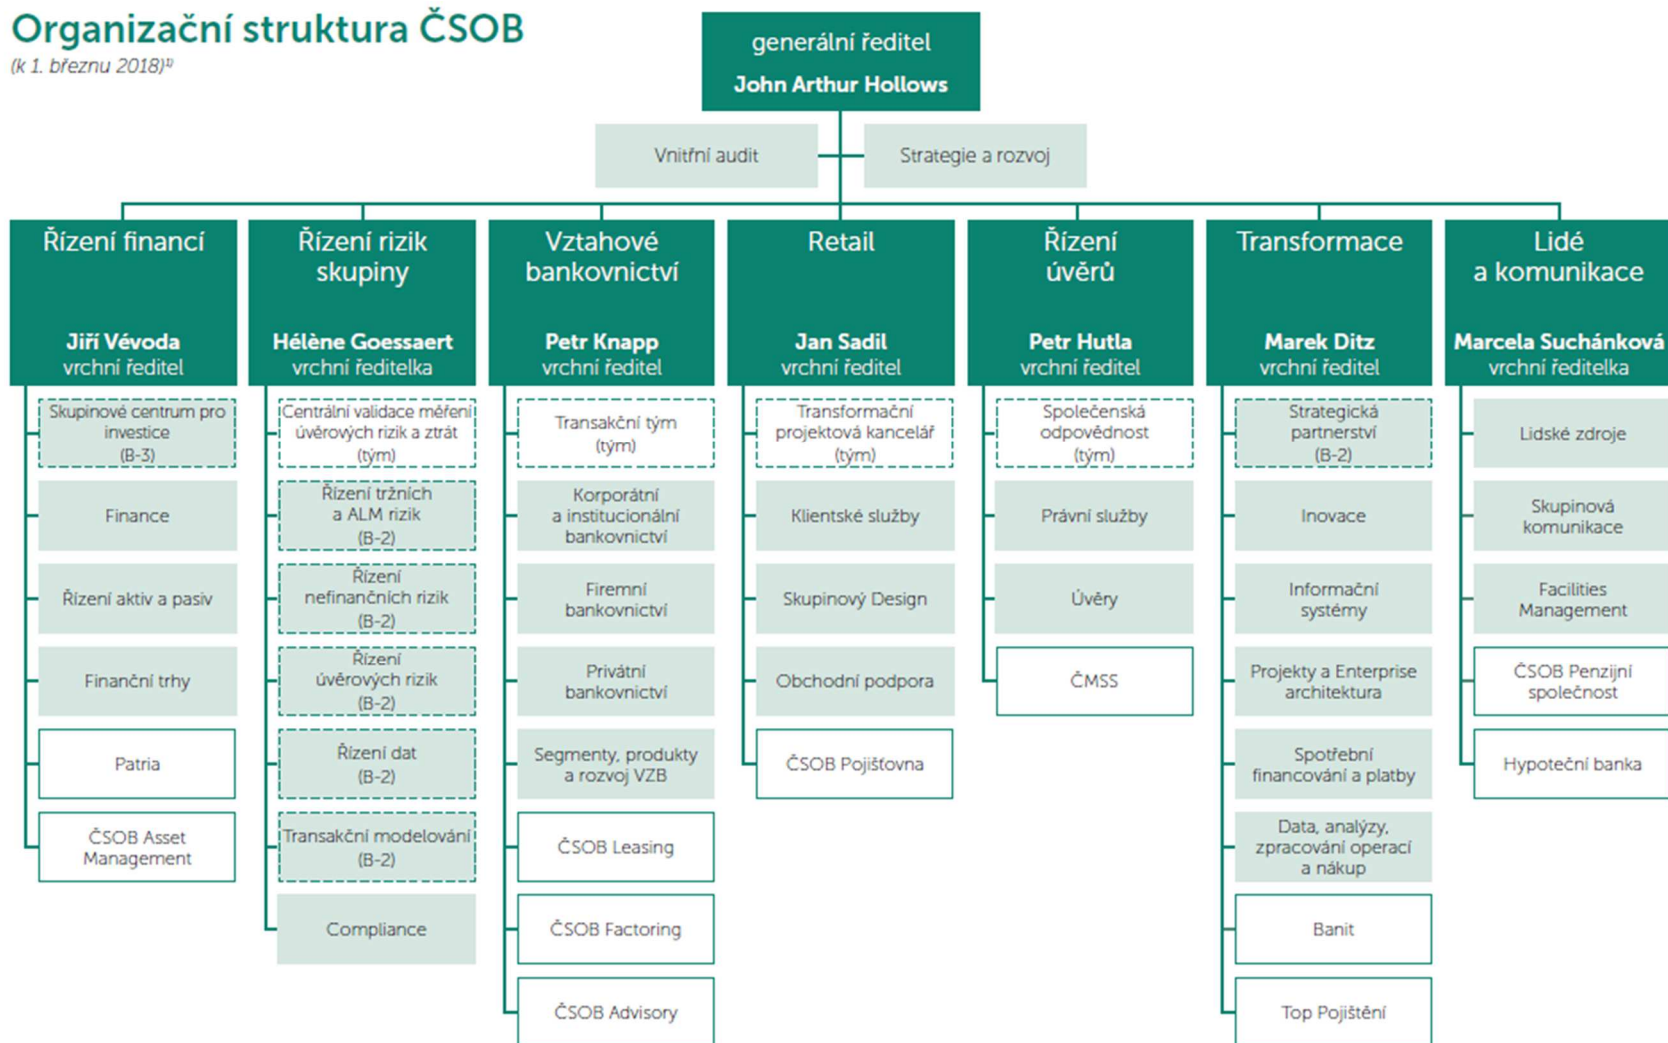 Organizační struktura ČSOB
(k 1. březnu 2018)¹⁾
generální ředitel
John Arthur Hollows
Vnitřní audit
Strategie a rozvoj
Řízení financí
Jiří Vévoda
vrchní ředitel
Skupinové centrum pro
investice
(B-3)
Finance
Řízení aktiv a pasiv
Finanční trhy
Patria
ČSOB Asset
Management
Řízení rizik
skupiny
Hélène Goessaert
vrchní ředitelka
Centrální validace měření
úvěrových rizik a ztrát
(tým)
Řízení tržních
a ALM rizik
(B-2)
Řízení
nefinančních rizik
(B-2)
Řízení
úvěrových rizik
(B-2)
Řízení dat
(B-2)
Transakční modelování
(B-2)
Compliance
Vztahové
bankovnictví
Petr Knapp
vrchní ředitel
Transakční tým
(tým)
Korporátní
a institucionální
bankovnictví
Firemní
bankovnictví
Privátní
bankovnictví
Segmenty, produkty
a rozvoj VZB
ČSOB Leasing
ČSOB Factoring
ČSOB Advisory
Retail
Jan Sadil
vrchní ředitel
Transformační
projektová kancelář
(tým)
Klientské služby
Skupinový Design
Obchodní podpora
ČSOB Pojišťovna
Řízení
úvěrů
Petr Hutla
vrchní ředitel
Společenská
odpovědnost
(tým)
Právní služby
Úvěry
ČMSS
Transformace
Marek Ditz
vrchní ředitel
Strategická
partnerství
(B-2)
Inovace
Informační
systémy
Projekty a Enterprise
architektura
Spotřební
financování a platby
Data, analýzy,
zpracování operací
a nákup
Banit
Top Pojištění
Lidé
a komunikace
Marcela Suchánková
vrchní ředitelka
Lidské zdroje
Skupinová
komunikace
Facilities
Management
ČSOB Penzijní
společnost
Hypoteční banka